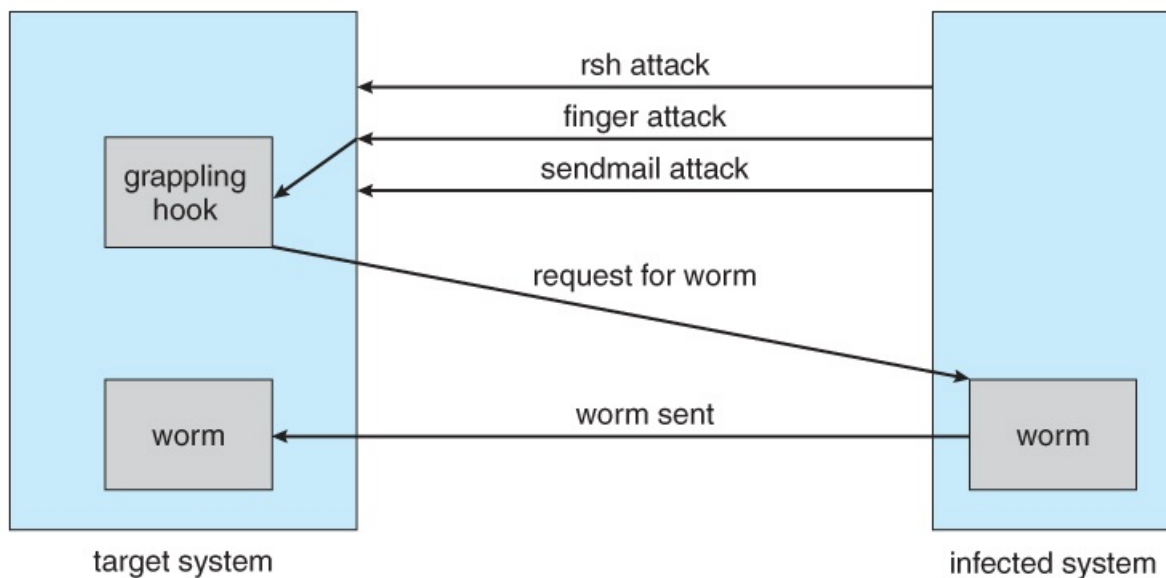 rsh attack
finger attack
grappling
hook
sendmail attack
request for worm
worm
worm sent
worm
target system
infected system